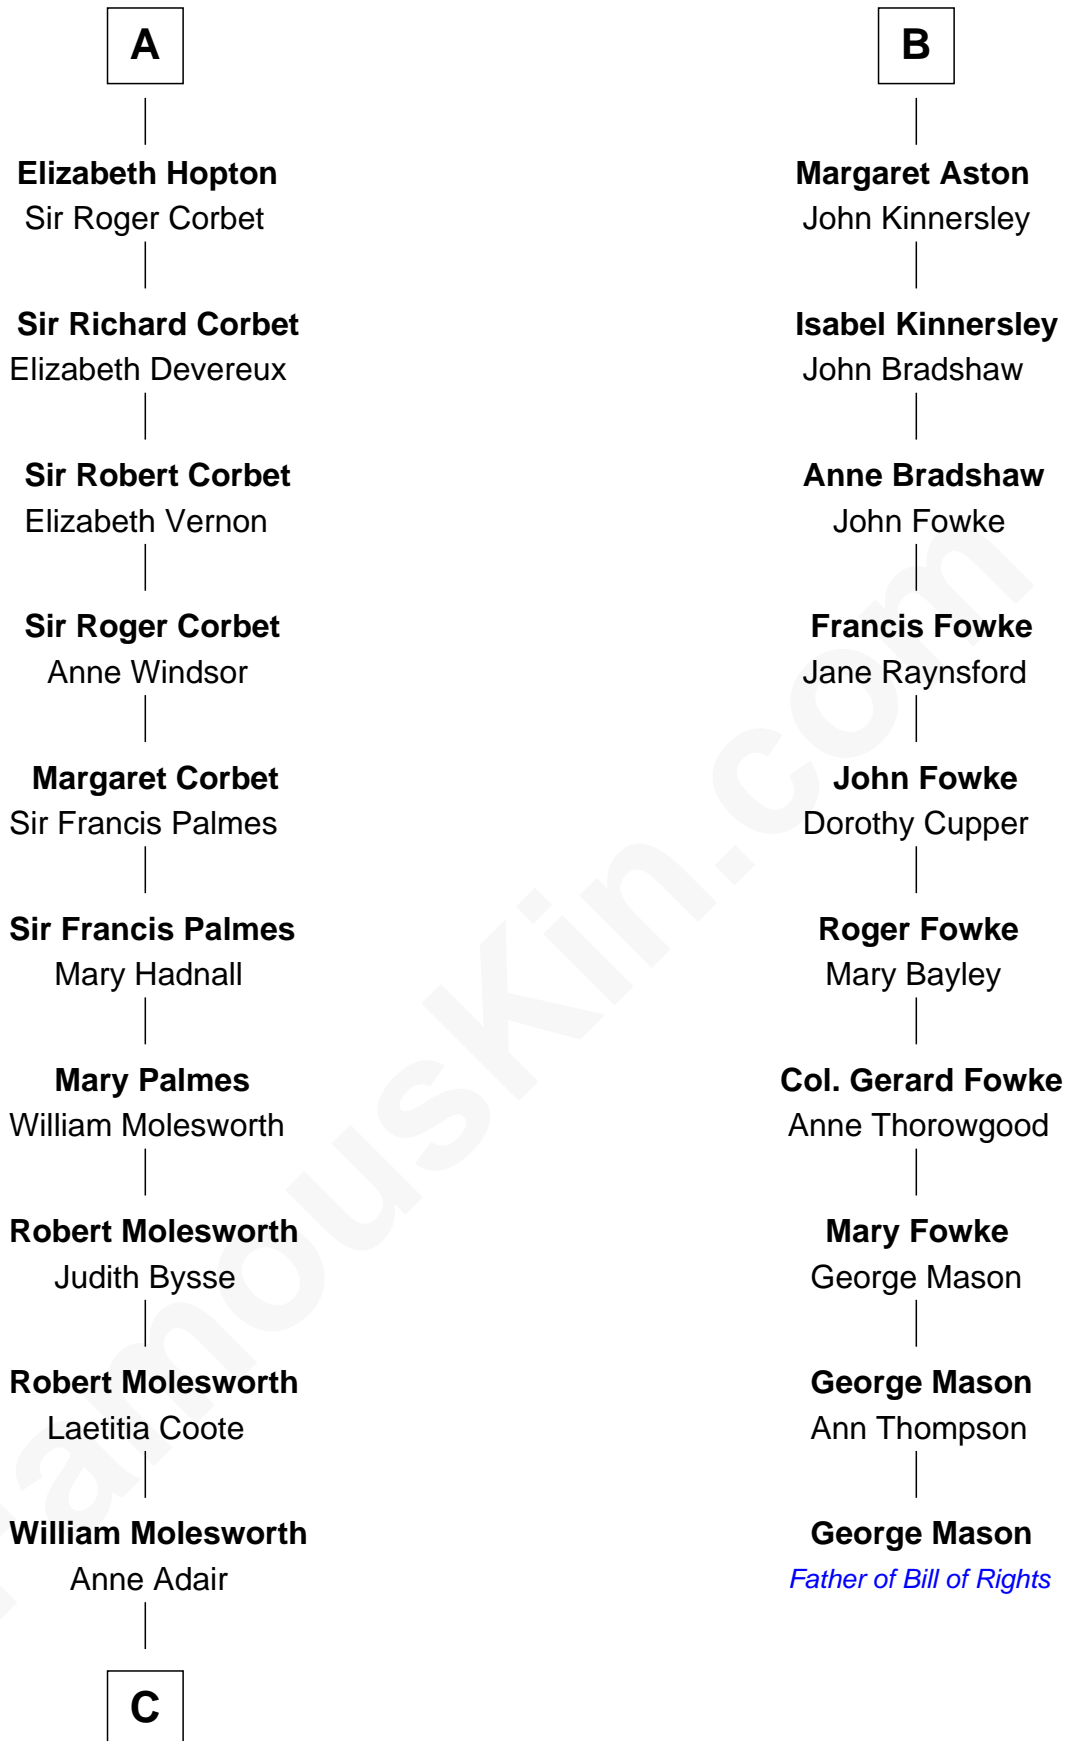 A
Elizabeth Hopton
Sir Roger Corbet
Sir Richard Corbet
Elizabeth Devereux
Sir Robert Corbet
Elizabeth Vernon
Sir Roger Corbet
Anne Windsor
Margaret Corbet
Sir Francis Palmes
Sir Francis Palmes
Mary Hadnall
Mary Palmes
William Molesworth
Robert Molesworth
Judith Bysse
Robert Molesworth
Laetitia Coote
William Molesworth
Anne Adair
C
B
Margaret Aston
John Kinnersley
Isabel Kinnersley
John Bradshaw
Anne Bradshaw
John Fowke
Francis Fowke
Jane Raynsford
John Fowke
Dorothy Cupper
Roger Fowke
Mary Bayley
Col. Gerard Fowke
Anne Thorowgood
Mary Fowke
George Mason
George Mason
Ann Thompson
George Mason
Father of Bill of Rights
FamousKin.com